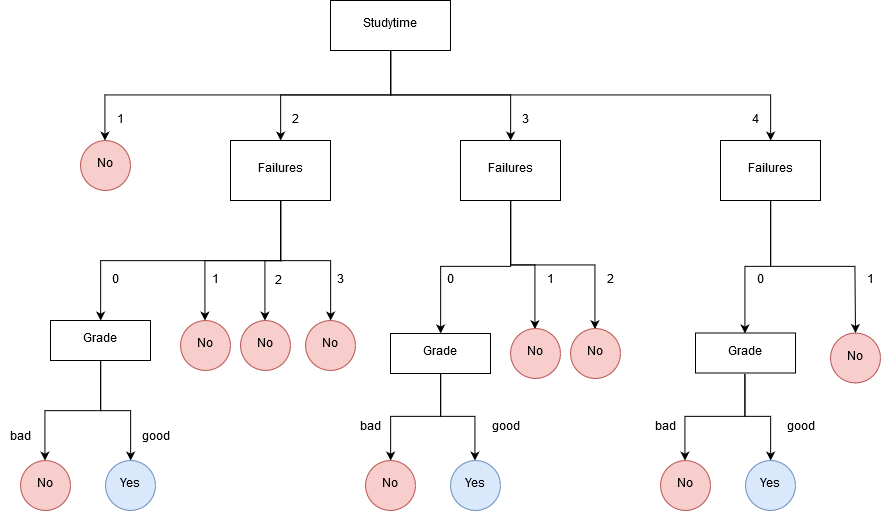 Studytime
1
2
3
4
No
Failures
Failures
Failures
0
1
2
3
0
1
2
0
1
Grade
No
No
No
Grade
No
No
Grade
No
bad
good
bad
good
bad
good
No
Yes
No
Yes
No
Yes